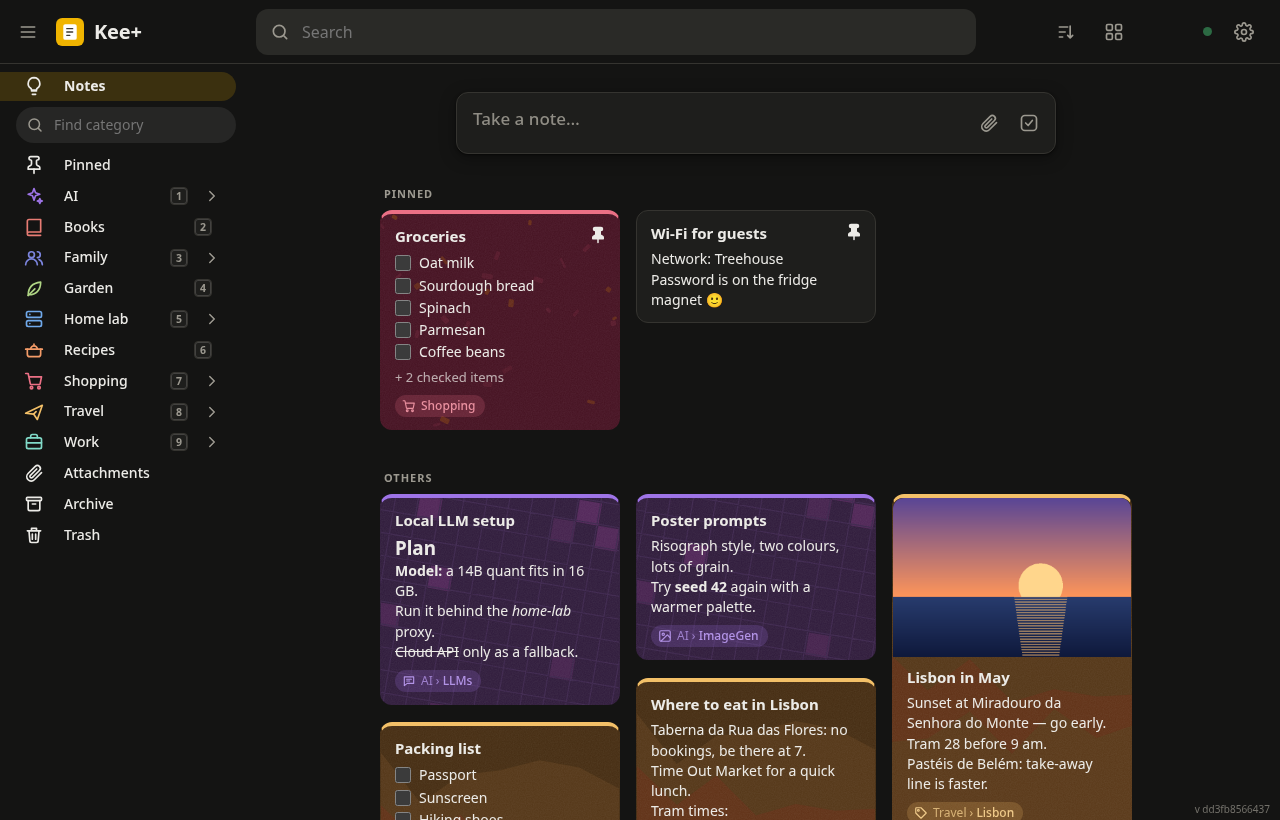 Kee+
Search
Notes
Find category
Pinned
AI 1
Books 2
Family 3
Garden 4
Home lab 5
Recipes 6
Shopping 7
Travel 8
Work 9
Attachments
Archive
Trash
Take a note...
PINNED
Groceries
Oat milk
Sourdough bread
Spinach
Parmesan
Coffee beans
+ 2 checked items
Shopping
Wi-Fi for guests
Network: Treehouse
Password is on the fridge
magnet 🙂
OTHERS
Local LLM setup
Plan
Model: a 14B quant fits in 16
GB.
Run it behind the home-lab
proxy.
Cloud API only as a fallback.
AI › LLMs
Packing list
Passport
Sunscreen
Hiking shoes
Poster prompts
Risograph style, two colours,
lots of grain.
Try seed 42 again with a
warmer palette.
AI › ImageGen
Where to eat in Lisbon
Taberna da Rua das Flores: no
bookings, be there at 7.
Time Out Market for a quick
lunch.
Tram times:
Lisbon in May
Sunset at Miradouro da
Senhora do Monte — go early.
Tram 28 before 9 am.
Pastéis de Belém: take-away
line is faster.
Travel › Lisbon
v dd3fb8566437